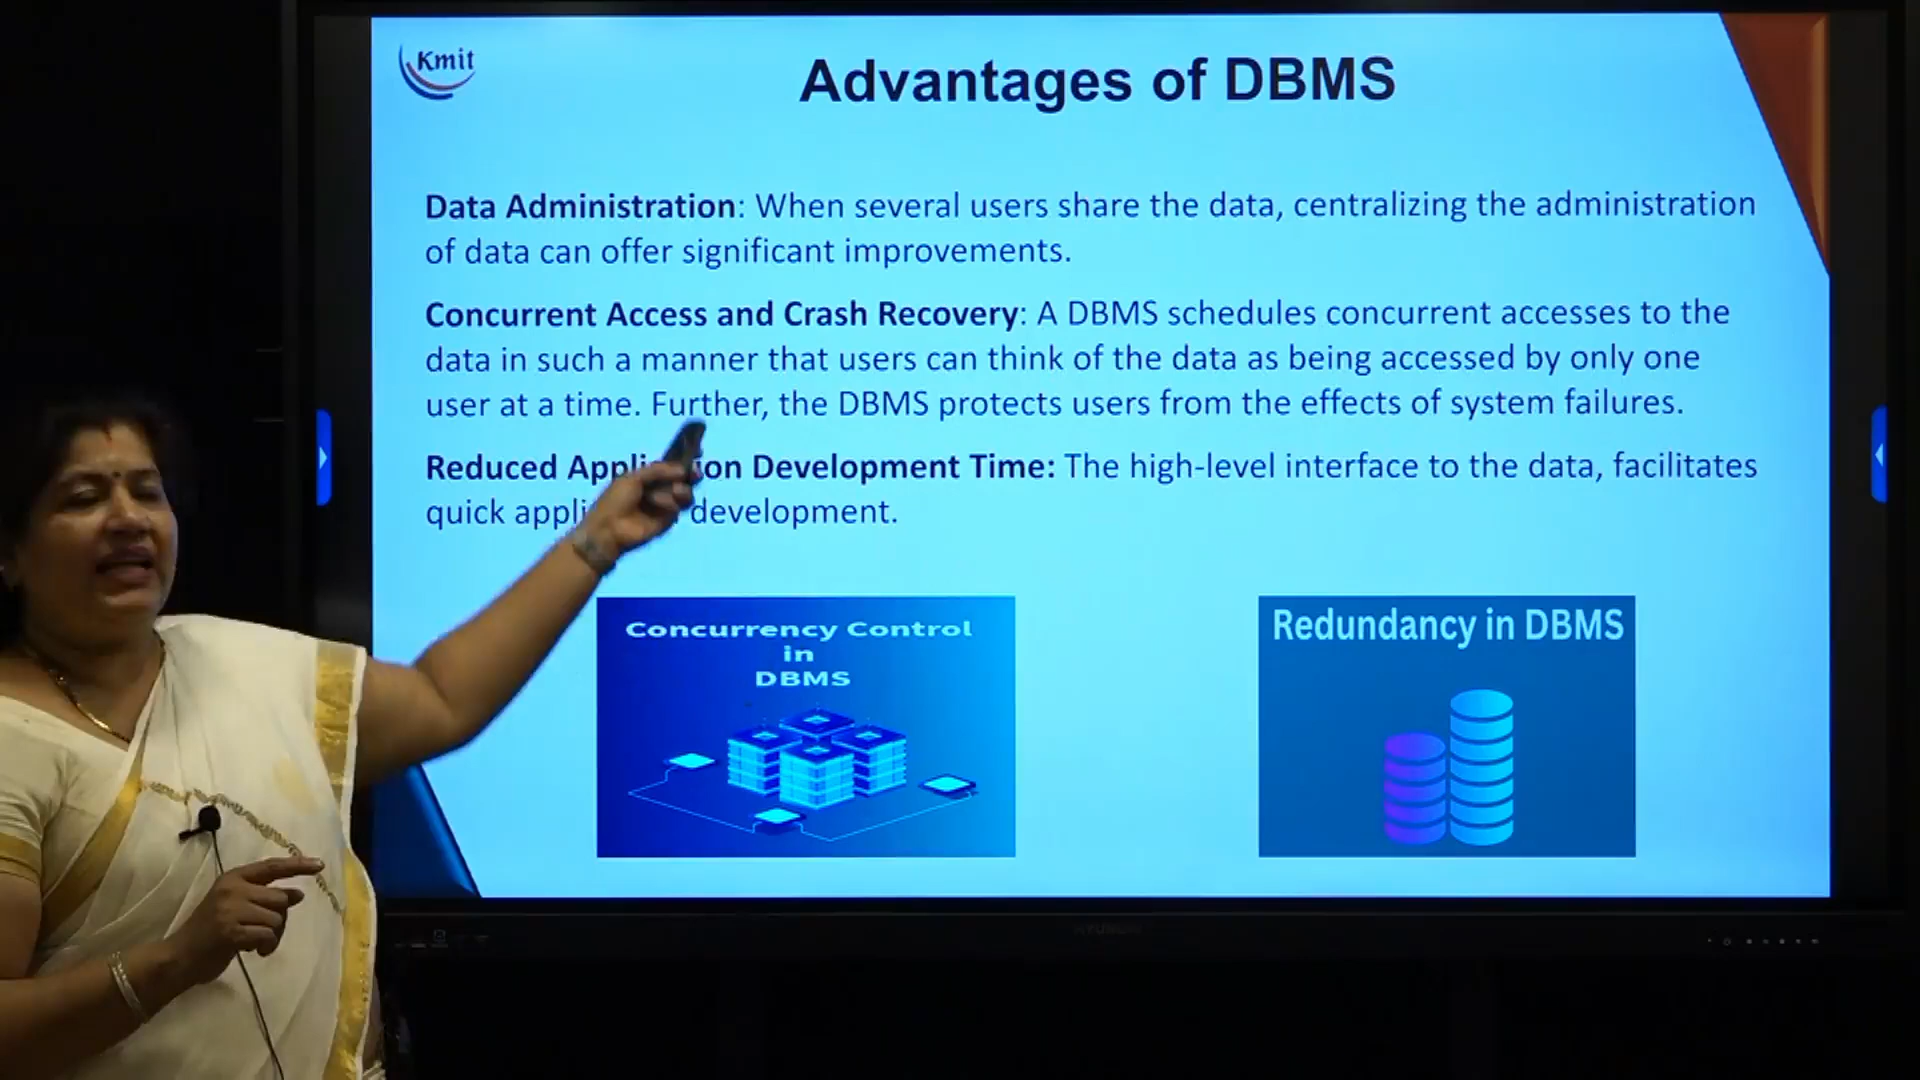 Kmit
Advantages of DBMS
Data Administration: When several users share the data, centralizing the administration
of data can offer significant improvements.
Concurrent Access and Crash Recovery: A DBMS schedules concurrent accesses to the
data in such a manner that users can think of the data as being accessed by only one
user at a time. Further, the DBMS protects users from the effects of system failures.
Reduced Application Development Time: The high-level interface to the data, facilitates
quick development.
Concurrency Control
in
DBMS
Redundancy in DBMS